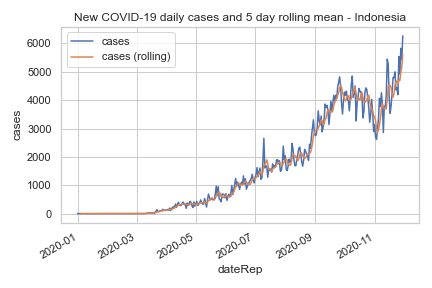 New COVID-19 daily cases and 5 day rolling mean - Indonesia
cases
cases (rolling)
6000
5000
4000
3000
2000
1000
0
cases
2020-01
2020-03
2020-05
2020-07
2020-09
2020-11
dateRep